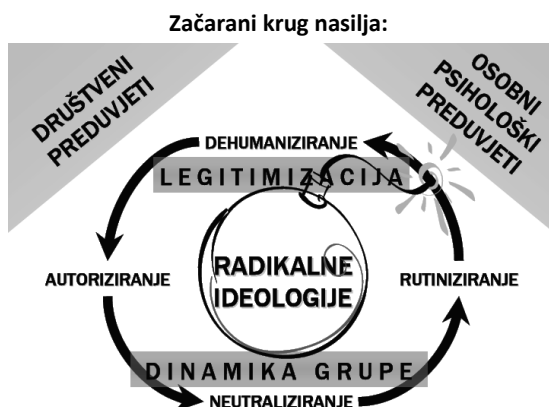 Začarani krug nasilja:
DRUŠTVENI
PREDUVJETI
OSOBNI
PSIHOLOŠKI
PREDUVJETI
DEHUMANIZIRANJE
LEGITIMIZACIJA
AUTORIZIRANJE
RADIKALNE
IDEOLOGIJE
RUTINIZIRANJE
DINAMIKA GRUPE
NEUTRALIZIRANJE